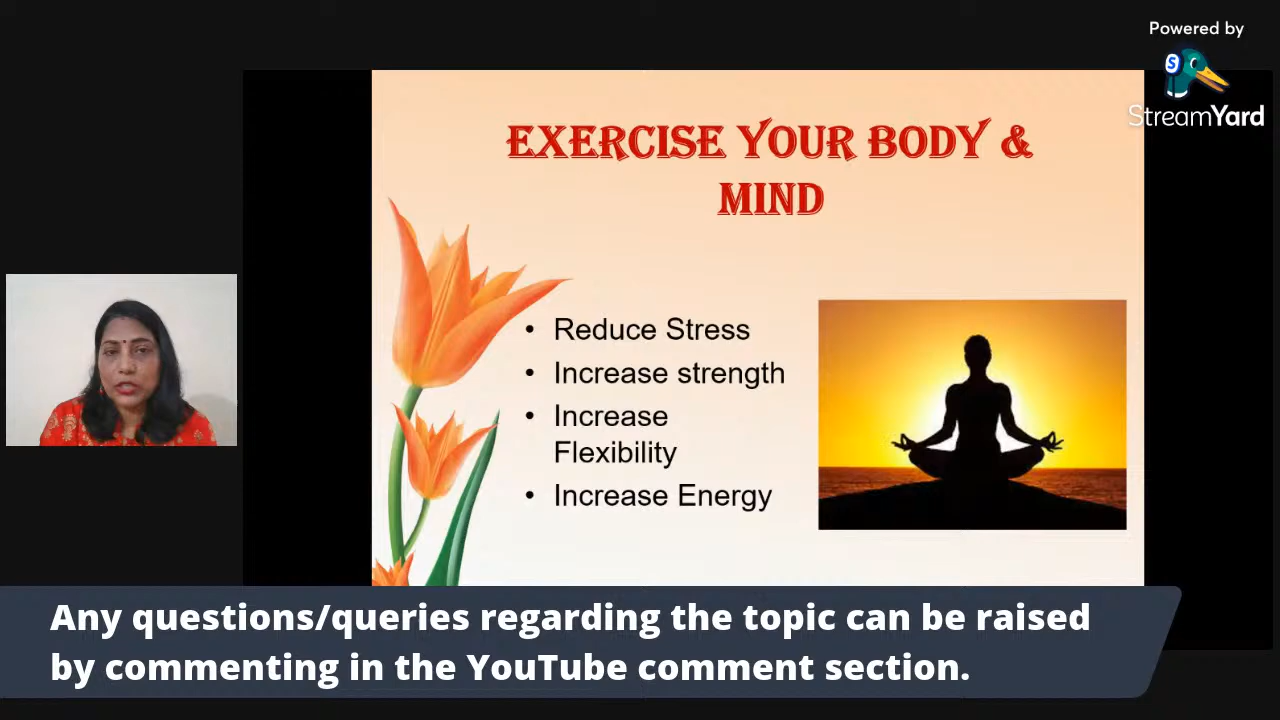 Powered by
S
StreamYard
EXERCISE YOUR BODY &
MIND
• Reduce Stress
• Increase strength
• Increase
Flexibility
• Increase Energy
Any questions/queries regarding the topic can be raised
by commenting in the YouTube comment section.